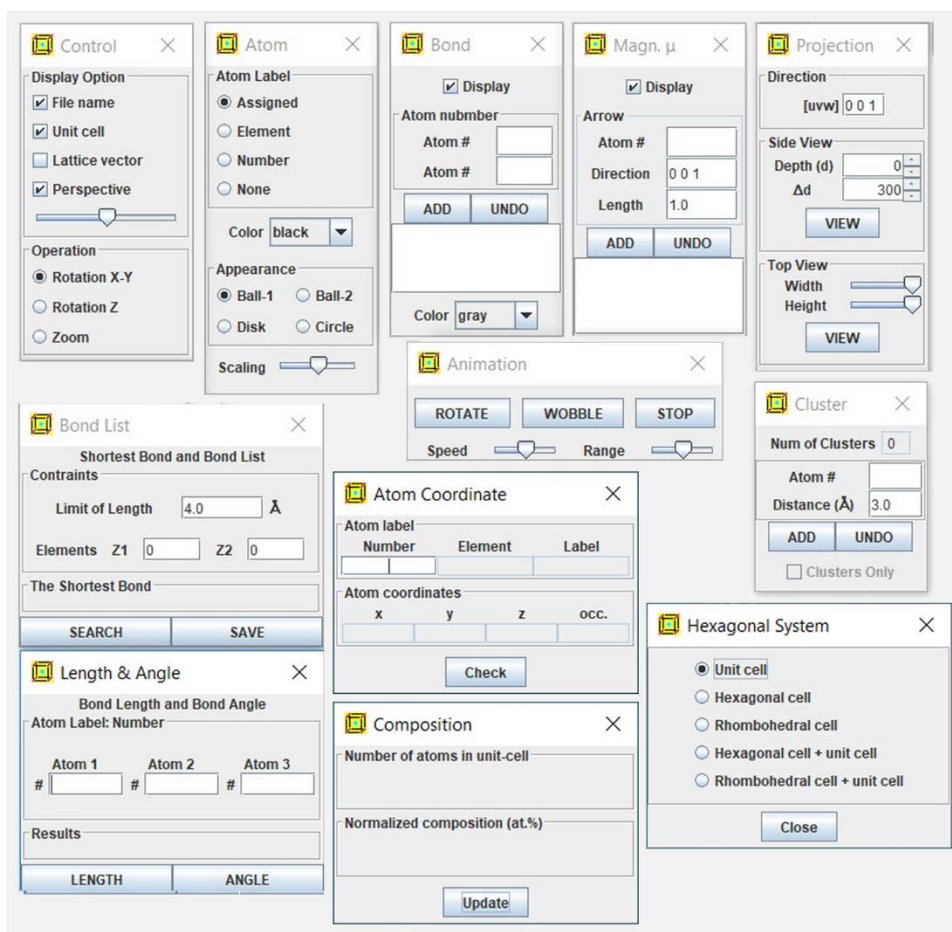 Control
Display Option
File name
Unit cell
Lattice vector
Perspective
Operation
Rotation X-Y
Rotation Z
Zoom
Atom
Atom Label
Assigned
Element
Number
None
Color black
Appearance
Ball-1 Ball-2
Disk Circle
Scaling
Bond
Display
Atom nubmber
Atom #
Atom #
ADD UNDO
Color gray
Magn. µ
Display
Arrow
Atom #
Direction 0 0 1
Length 1.0
ADD UNDO
Projection
Direction
[uvw] 0 0 1
Side View
Depth (d) 0
Δd 300
VIEW
Top View
Width
Height
VIEW
Animation
ROTATE WOBBLE STOP
Speed Range
Cluster
Num of Clusters 0
Atom #
Distance (Å) 3.0
ADD UNDO
Clusters Only
Bond List
Shortest Bond and Bond List
Contraints
Limit of Length 4.0 Å
Elements Z1 0 Z2 0
The Shortest Bond
SEARCH SAVE
Atom Coordinate
Atom label
Number Element Label
Atom coordinates
x y z occ.
Check
Hexagonal System
Unit cell
Hexagonal cell
Rhombohedral cell
Hexagonal cell + unit cell
Rhombohedral cell + unit cell
Close
Length & Angle
Bond Length and Bond Angle
Atom Label: Number
Atom 1 Atom 2 Atom 3
# # #
Results
LENGTH ANGLE
Composition
Number of atoms in unit-cell
Normalized composition (at.%)
Update